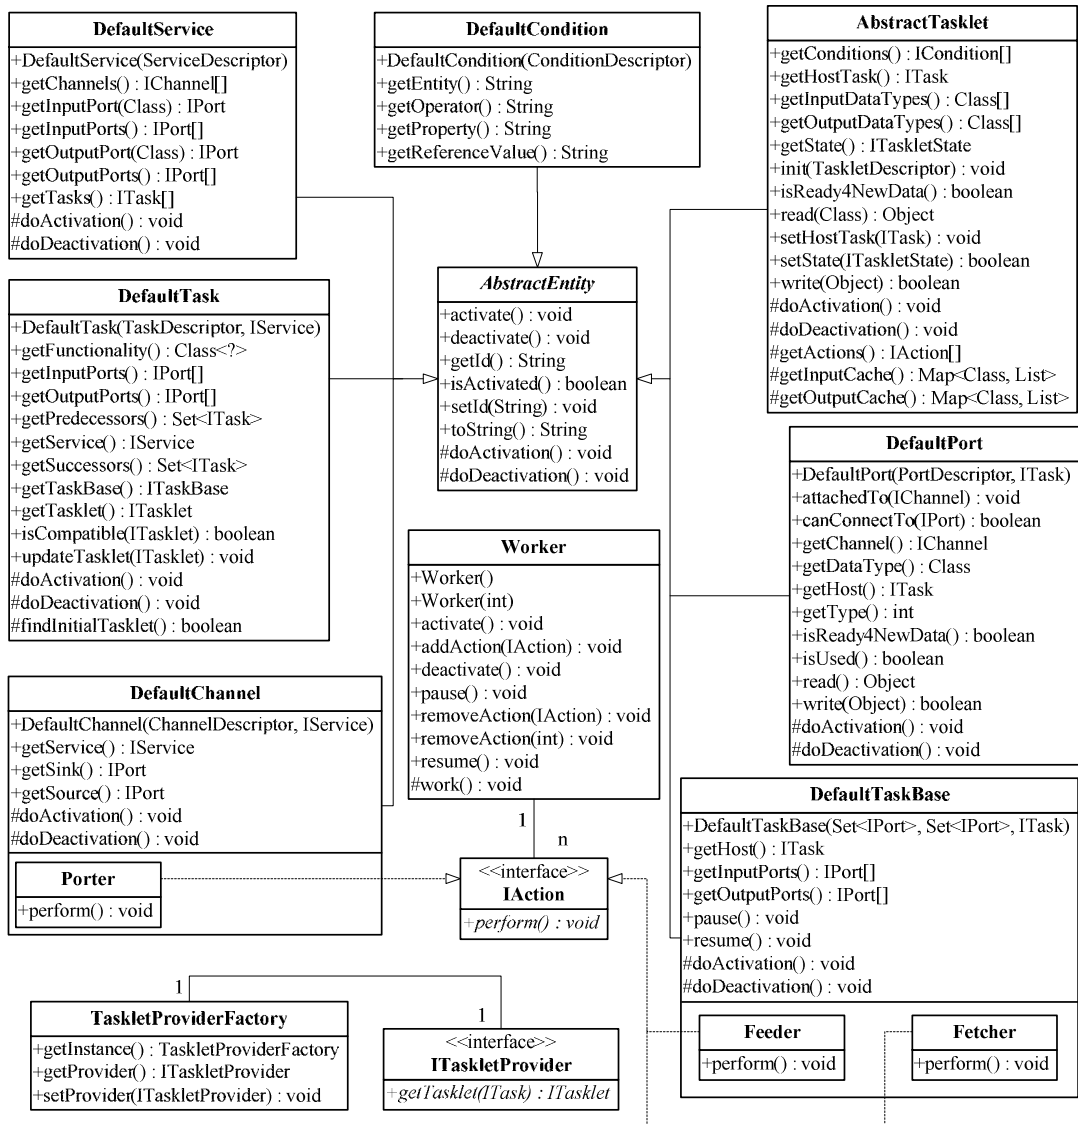 DefaultService
+DefaultService(ServiceDescriptor)
+getChannels() : IChannel[]
+getInputPort(Class) : IPort
+getInputPorts() : IPort[]
+getOutputPort(Class) : IPort
+getOutputPorts() : IPort[]
+getTasks() : ITask[]
#doActivation() : void
#doDeactivation() : void
DefaultCondition
+DefaultCondition(ConditionDescriptor)
+getEntity() : String
+getOperator() : String
+getProperty() : String
+getReferenceValue() : String
AbstractTasklet
+getConditions() : ICondition[]
+getHostTask() : ITask
+getInputDataTypes() : Class[]
+getOutputDataTypes() : Class[]
+getState() : ITaskletState
+init(TaskletDescriptor) : void
+isReady4NewData() : boolean
+read(Class) : Object
+setHostTask(ITask) : void
+setState(ITaskletState) : boolean
+write(Object) : boolean
#doActivation() : void
#doDeactivation() : void
#getActions() : IAction[]
#getInputCache() : Map<Class, List>
#getOutputCache() : Map<Class, List>
DefaultTask
+DefaultTask(TaskDescriptor, IService)
+getFunctionality() : Class<?>
+getInputPorts() : IPort[]
+getOutputPorts() : IPort[]
+getPredecessors() : Set<ITask>
+getService() : IService
+getSuccessors() : Set<ITask>
+getTaskBase() : ITaskBase
+getTasklet() : ITasklet
+isCompatible(ITasklet) : boolean
+updateTasklet(ITasklet) : void
#doActivation() : void
#doDeactivation() : void
#findInitialTasklet() : boolean
AbstractEntity
+activate() : void
+deactivate() : void
+getId() : String
+isActivated() : boolean
+setId(String) : void
+toString() : String
#doActivation() : void
#doDeactivation() : void
DefaultPort
+DefaultPort(PortDescriptor, ITask)
+attachedTo(IChannel) : void
+canConnectTo(IPort) : boolean
+getChannel() : IChannel
+getDataType() : Class
+getHost() : ITask
+getType() : int
+isReady4NewData() : boolean
+isUsed() : boolean
+read() : Object
+write(Object) : boolean
#doActivation() : void
#doDeactivation() : void
Worker
+Worker()
+Worker(int)
+activate() : void
+addAction(IAction) : void
+deactivate() : void
+pause() : void
+removeAction(IAction) : void
+removeAction(int) : void
+resume() : void
#work() : void
DefaultChannel
+DefaultChannel(ChannelDescriptor, IService)
+getService() : IService
+getSink() : IPort
+getSource() : IPort
#doActivation() : void
#doDeactivation() : void
Porter
+perform() : void
1
n
<<interface>>
IAction
+perform() : void
DefaultTaskBase
+DefaultTaskBase(Set<IPort>, Set<IPort>, ITask)
+getHost() : ITask
+getInputPorts() : IPort[]
+getOutputPorts() : IPort[]
+pause() : void
+resume() : void
#doActivation() : void
#doDeactivation() : void
Feeder
+perform() : void
Fetcher
+perform() : void
1
1
TaskletProviderFactory
+getInstance() : TaskletProviderFactory
+getProvider() : ITaskletProvider
+setProvider(ITaskletProvider) : void
<<interface>>
ITaskletProvider
+getTasklet(ITask) : ITasklet